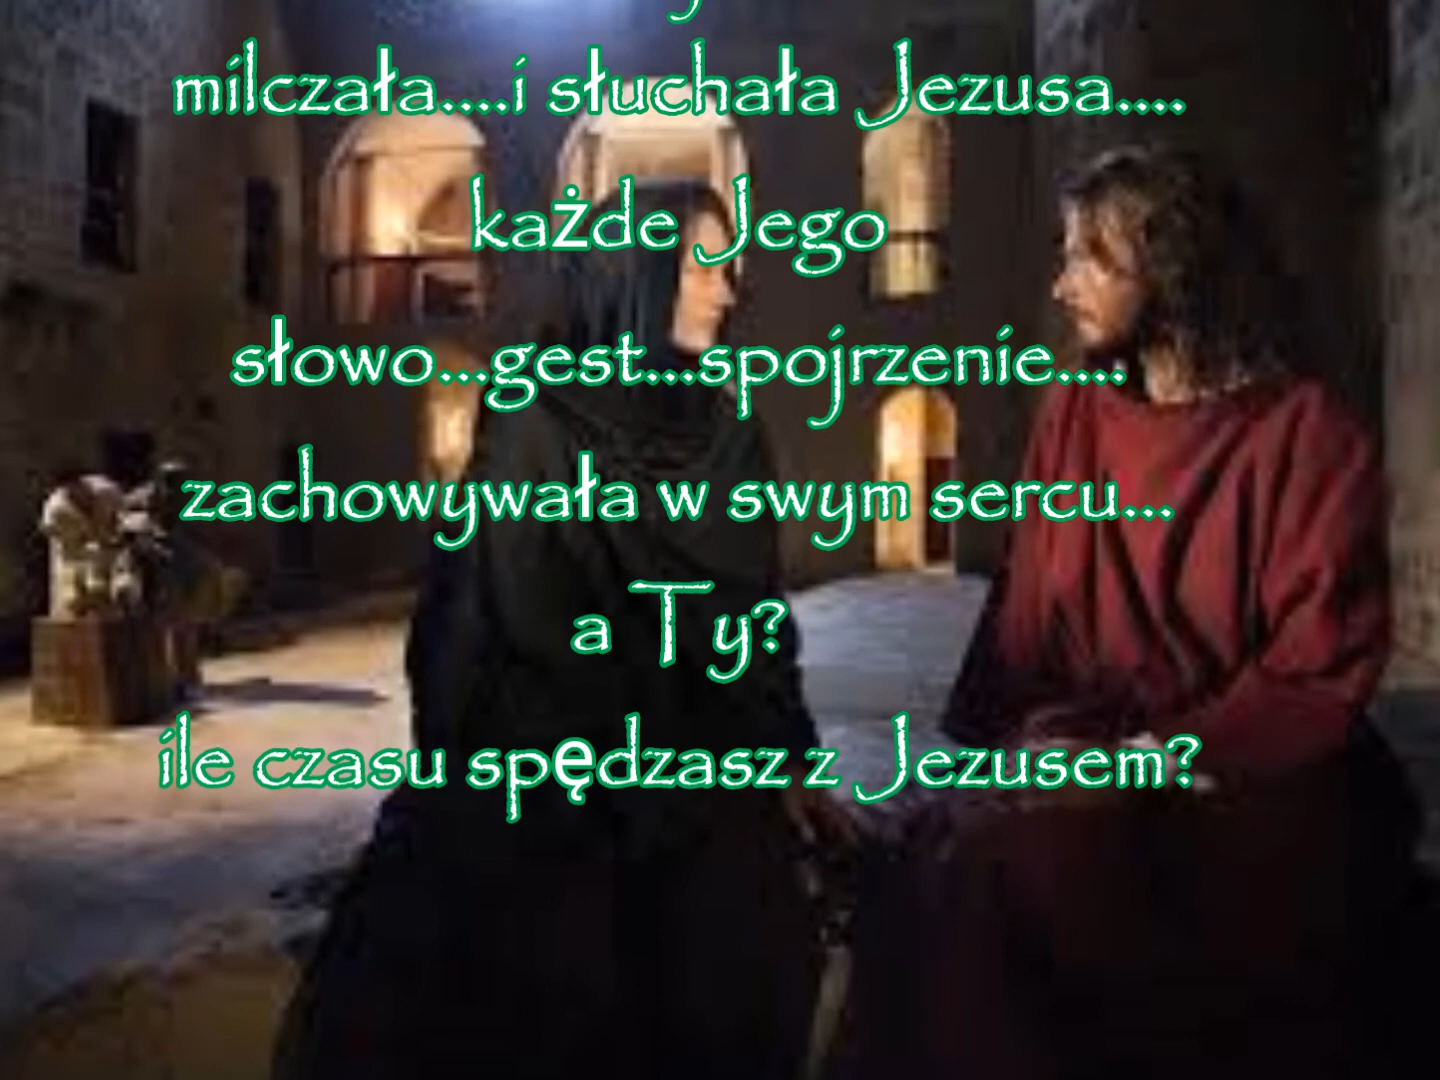 milczała....i słuchała Jezusa....
każde Jego
słowo...gest...spojrzenie....
zachowywała w swym sercu...
a Ty?
ile czasu spędzasz z Jezusem?